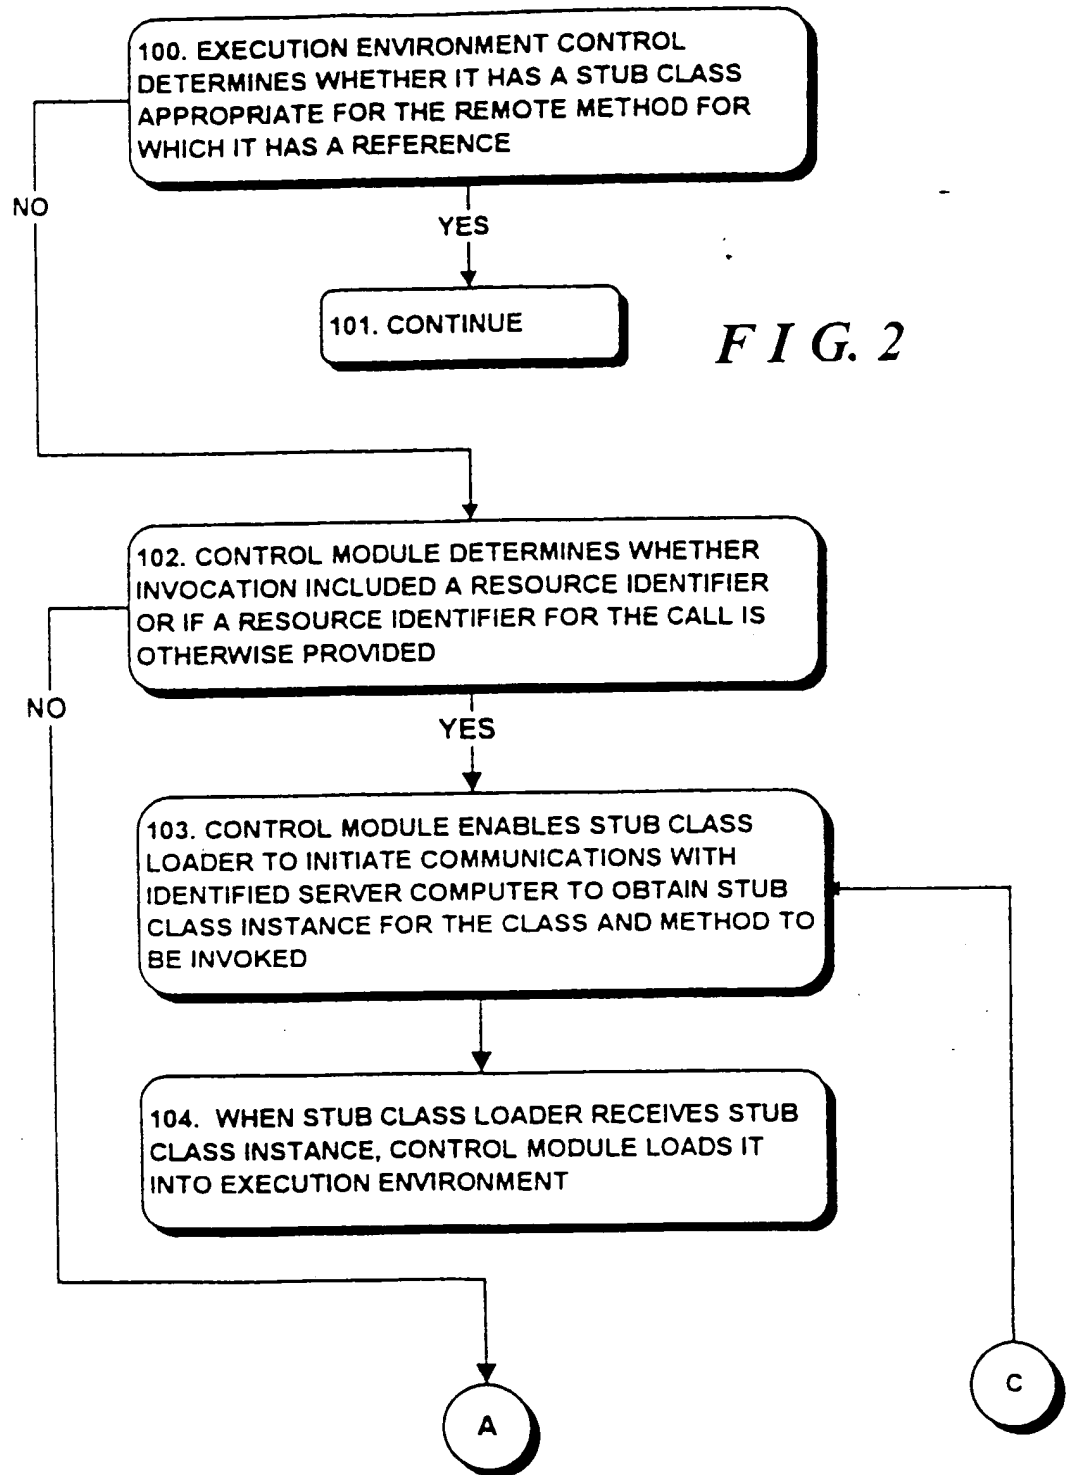 100. EXECUTION ENVIRONMENT CONTROL
DETERMINES WHETHER IT HAS A STUB CLASS
APPROPRIATE FOR THE REMOTE METHOD FOR
WHICH IT HAS A REFERENCE
NO
YES
101. CONTINUE
FIG. 2
102. CONTROL MODULE DETERMINES WHETHER
INVOCATION INCLUDED A RESOURCE IDENTIFIER
OR IF A RESOURCE IDENTIFIER FOR THE CALL IS
OTHERWISE PROVIDED
NO
YES
103. CONTROL MODULE ENABLES STUB CLASS
LOADER TO INITIATE COMMUNICATIONS WITH
IDENTIFIED SERVER COMPUTER TO OBTAIN STUB
CLASS INSTANCE FOR THE CLASS AND METHOD TO
BE INVOKED
104. WHEN STUB CLASS LOADER RECEIVES STUB
CLASS INSTANCE, CONTROL MODULE LOADS IT
INTO EXECUTION ENVIRONMENT
C
A